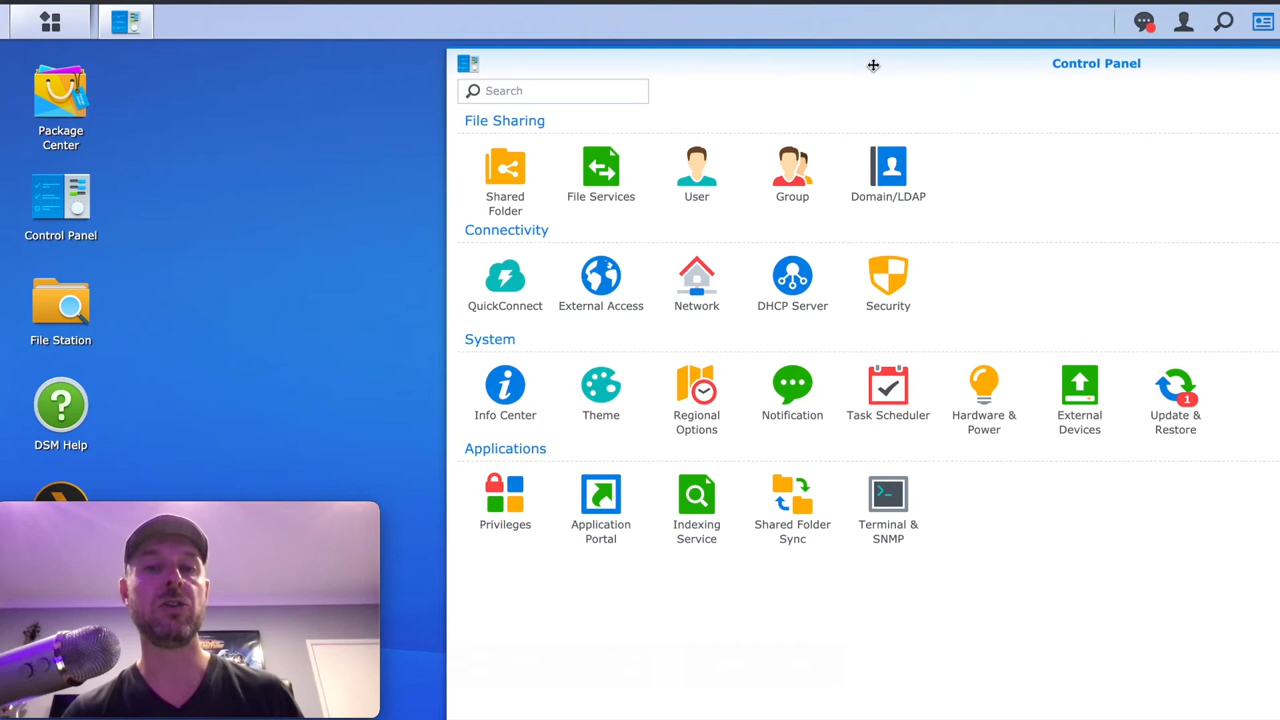 Control Panel
Package
Center
Control Panel
File Station
DSM Help
Search
File Sharing
Shared
Folder
File Services
User
Group
Domain/LDAP
Connectivity
QuickConnect
External Access
Network
DHCP Server
Security
System
Info Center
Theme
Regional
Options
Notification
Task Scheduler
Hardware &
Power
External
Devices
1
Update &
Restore
Applications
Privileges
Application
Portal
Indexing
Service
Shared Folder
Sync
Terminal &
SNMP